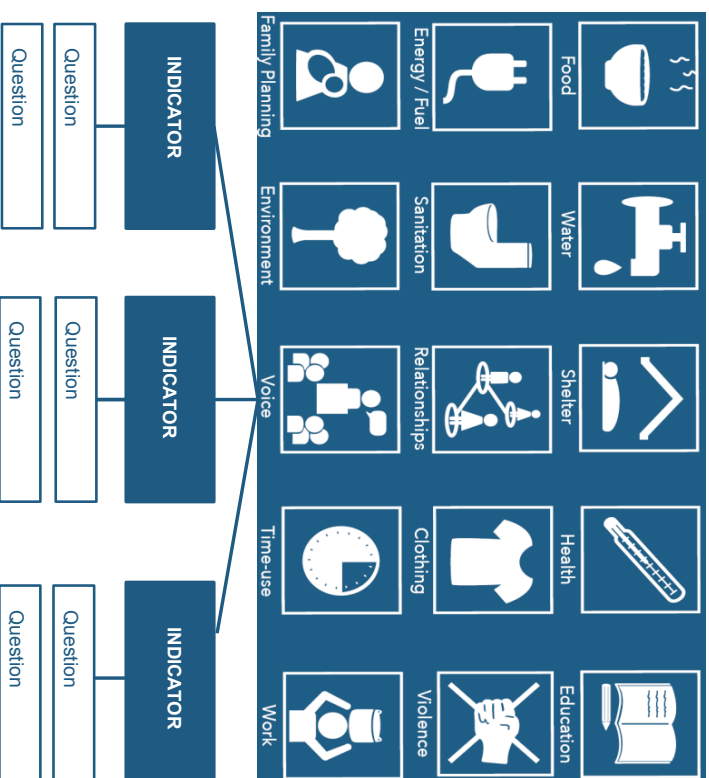 Food
Water
Shelter
Health
Education
Energy / Fuel
Sanitation
Relationships
Clothing
Violence
Family Planning
Environment
Voice
Time-use
Work
INDICATOR
INDICATOR
INDICATOR
Question
Question
Question
Question
Question
Question